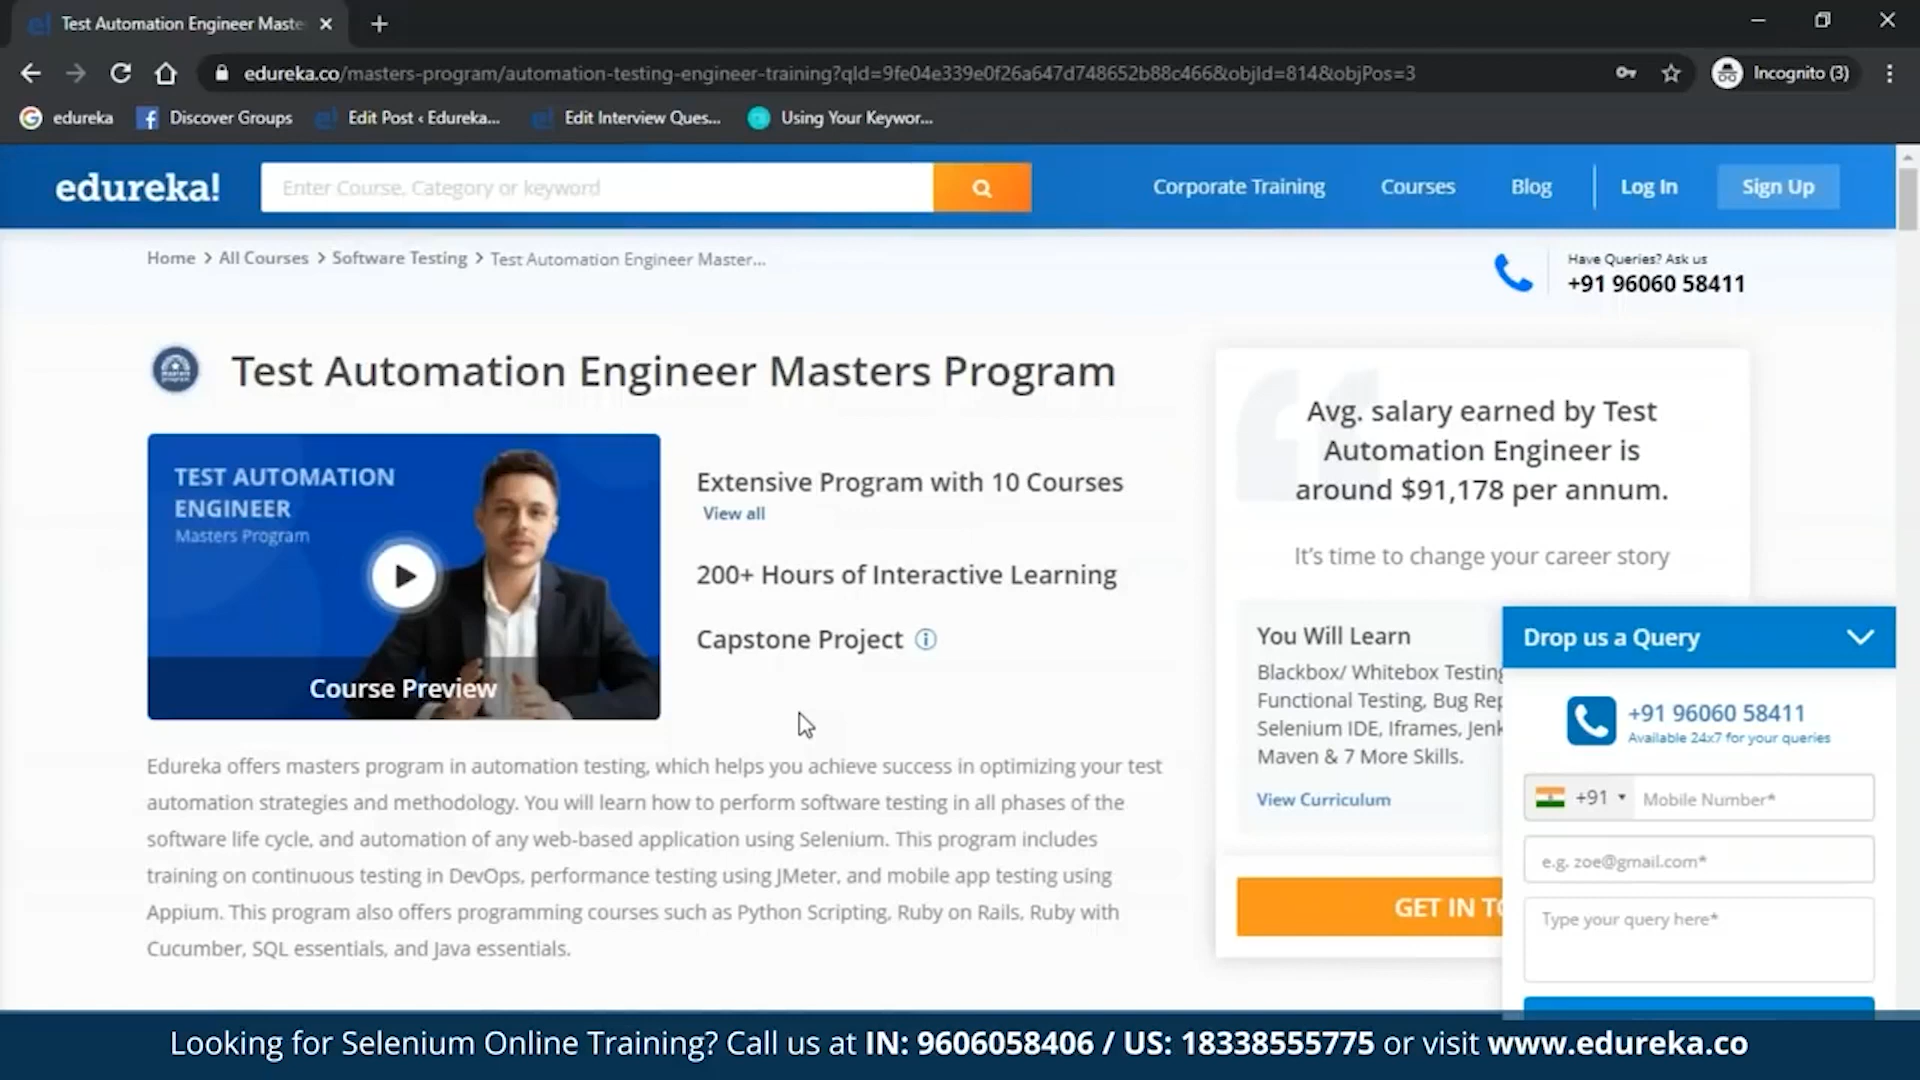 Test Automation Engineer Maste
edureka.co/masters-program/automation-testing-engineer-training?qId=9fe04e339e0f26a647d748652b88c466&objId=814&objPos=3
Incognito (3)
edureka
Discover Groups
Edit Post ‹ Edureka...
Edit Interview Ques...
Using Your Keywor...
edureka!
Enter Course, Category or keyword
Corporate Training
Courses
Blog
Log In
Sign Up
Home > All Courses > Software Testing > Test Automation Engineer Master...
Have Queries? Ask us
+91 96060 58411
Test Automation Engineer Masters Program
TEST AUTOMATION
ENGINEER
Masters Program
Course Preview
Extensive Program with 10 Courses
View all
200+ Hours of Interactive Learning
Capstone Project
Avg. salary earned by Test
Automation Engineer is
around $91,178 per annum.
It's time to change your career story
You Will Learn
Blackbox/ Whitebox Testing
Functional Testing, Bug Rep
Selenium IDE, Iframes, Jenk
Maven & 7 More Skills.
View Curriculum
GET IN TO
Drop us a Query
+91 96060 58411
Available 24x7 for your queries
+91
Mobile Number*
e.g. zoe@gmail.com*
Type your query here*
Edureka offers masters program in automation testing, which helps you achieve success in optimizing your test
automation strategies and methodology. You will learn how to perform software testing in all phases of the
software life cycle, and automation of any web-based application using Selenium. This program includes
training on continuous testing in DevOps, performance testing using JMeter, and mobile app testing using
Appium. This program also offers programming courses such as Python Scripting, Ruby on Rails, Ruby with
Cucumber, SQL essentials, and Java essentials.
Looking for Selenium Online Training? Call us at IN: 9606058406 / US: 18338555775 or visit www.edureka.co